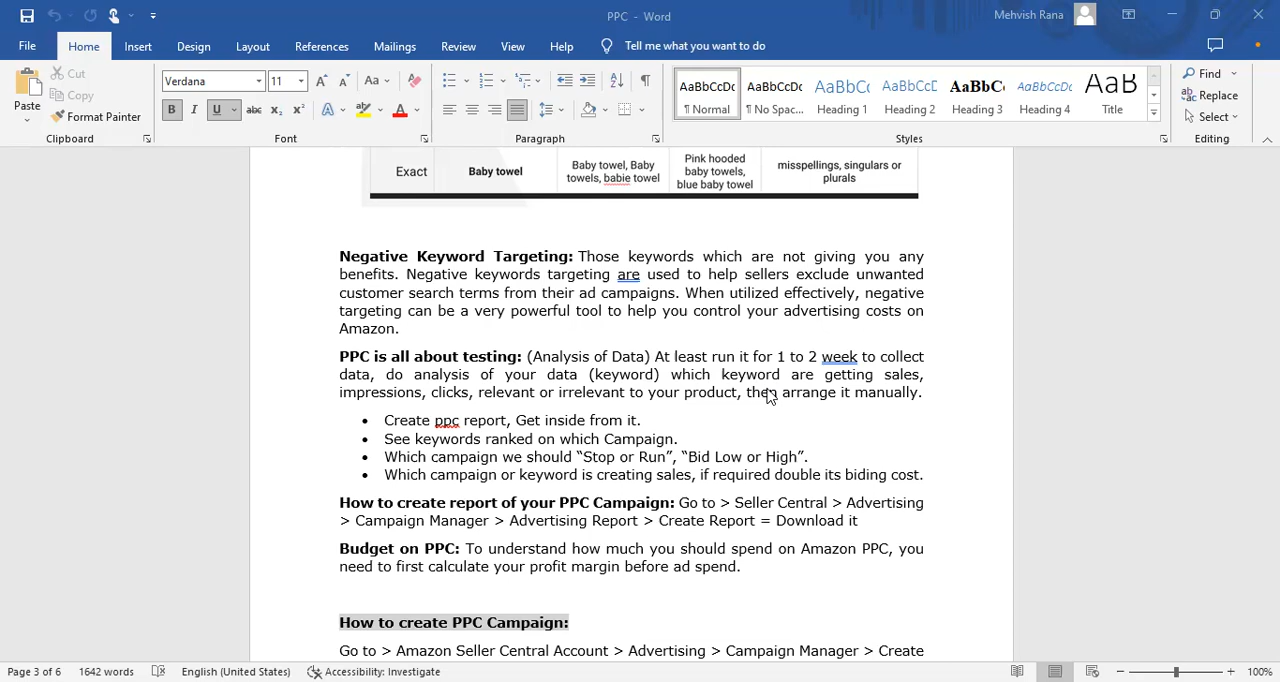 PPC - Word
Mehvish Rana
File Home Insert Design Layout References Mailings Review View Help Tell me what you want to do
Paste
Cut
Copy
Format Painter
Clipboard
Verdana 11
Font
Paragraph
AaBbCcDc ¶ Normal
AaBbCcDc ¶ No Spac...
AaBbCc Heading 1
AaBbCcD Heading 2
AaBbCc Heading 3
AaBbCcDc Heading 4
AaB Title
Styles
Find
Replace
Select
Editing
Exact
Baby towel
Baby towel, Baby
towels, babie towel
Pink hooded
baby towels,
blue baby towel
misspellings, singulars or
plurals
Negative Keyword Targeting: Those keywords which are not giving you any
benefits. Negative keywords targeting are used to help sellers exclude unwanted
customer search terms from their ad campaigns. When utilized effectively, negative
targeting can be a very powerful tool to help you control your advertising costs on
Amazon.
PPC is all about testing: (Analysis of Data) At least run it for 1 to 2 week to collect
data, do analysis of your data (keyword) which keyword are getting sales,
impressions, clicks, relevant or irrelevant to your product, then arrange it manually.
• Create ppc report, Get inside from it.
• See keywords ranked on which Campaign.
• Which campaign we should “Stop or Run”, “Bid Low or High”.
• Which campaign or keyword is creating sales, if required double its biding cost.
How to create report of your PPC Campaign: Go to > Seller Central > Advertising
> Campaign Manager > Advertising Report > Create Report = Download it
Budget on PPC: To understand how much you should spend on Amazon PPC, you
need to first calculate your profit margin before ad spend.
How to create PPC Campaign:
Go to > Amazon Seller Central Account > Advertising > Campaign Manager > Create
Page 3 of 6 1642 words English (United States) Accessibility: Investigate 100%